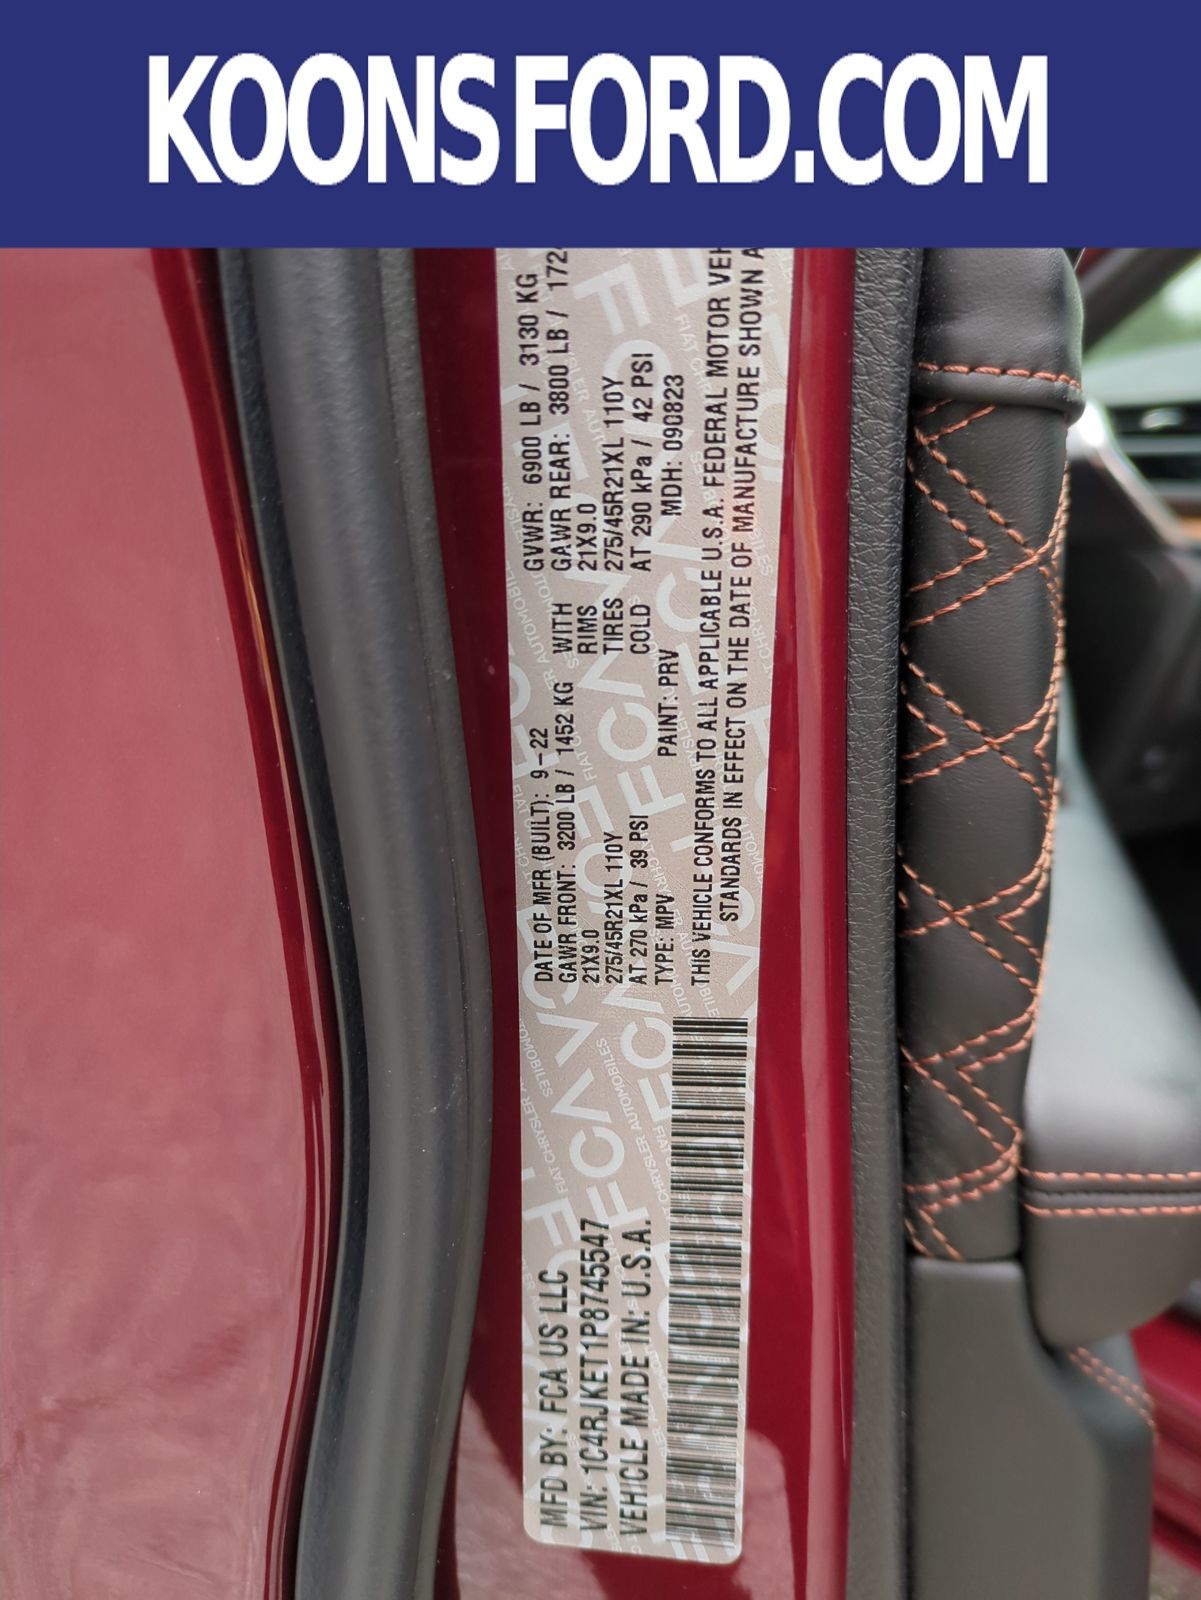 KOONSFORD.COM
MFD BY: FCA US LLC
VIN: 1C4RJKET1P8745547
VEHICLE MADE IN: U.S.A.
DATE OF MFR (BUILT): 9-22 GVWR: 6900 LB / 3130 KG
GAWR FRONT: 3200 LB / 1452 KG WITH GAWR REAR: 3800 LB / 172
21X9.0 RIMS 21X9.0
275/45R21XL 110Y TIRES 275/45R21XL 110Y
AT 270 kPa / 39 PSI COLD AT 290 kPa / 42 PSI
TYPE: MPV PAINT: PRV MDH: 090823
THIS VEHICLE CONFORMS TO ALL APPLICABLE U.S.A. FEDERAL MOTOR VEH
STANDARDS IN EFFECT ON THE DATE OF MANUFACTURE SHOWN A